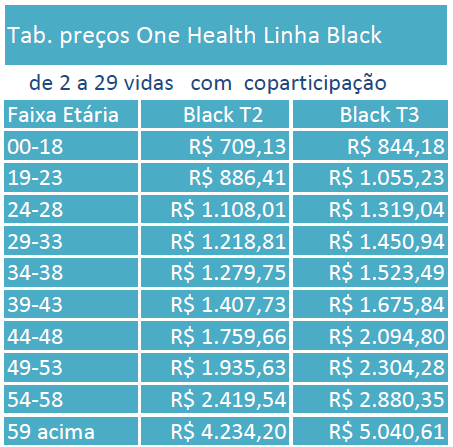 Tab. preços One Health Linha Black
de 2 a 29 vidas com coparticipação
Faixa Etária Black T2 Black T3
00-18 R$ 709,13 R$ 844,18
19-23 R$ 886,41 R$ 1.055,23
24-28 R$ 1.108,01 R$ 1.319,04
29-33 R$ 1.218,81 R$ 1.450,94
34-38 R$ 1.279,75 R$ 1.523,49
39-43 R$ 1.407,73 R$ 1.675,84
44-48 R$ 1.759,66 R$ 2.094,80
49-53 R$ 1.935,63 R$ 2.304,28
54-58 R$ 2.419,54 R$ 2.880,35
59 acima R$ 4.234,20 R$ 5.040,61